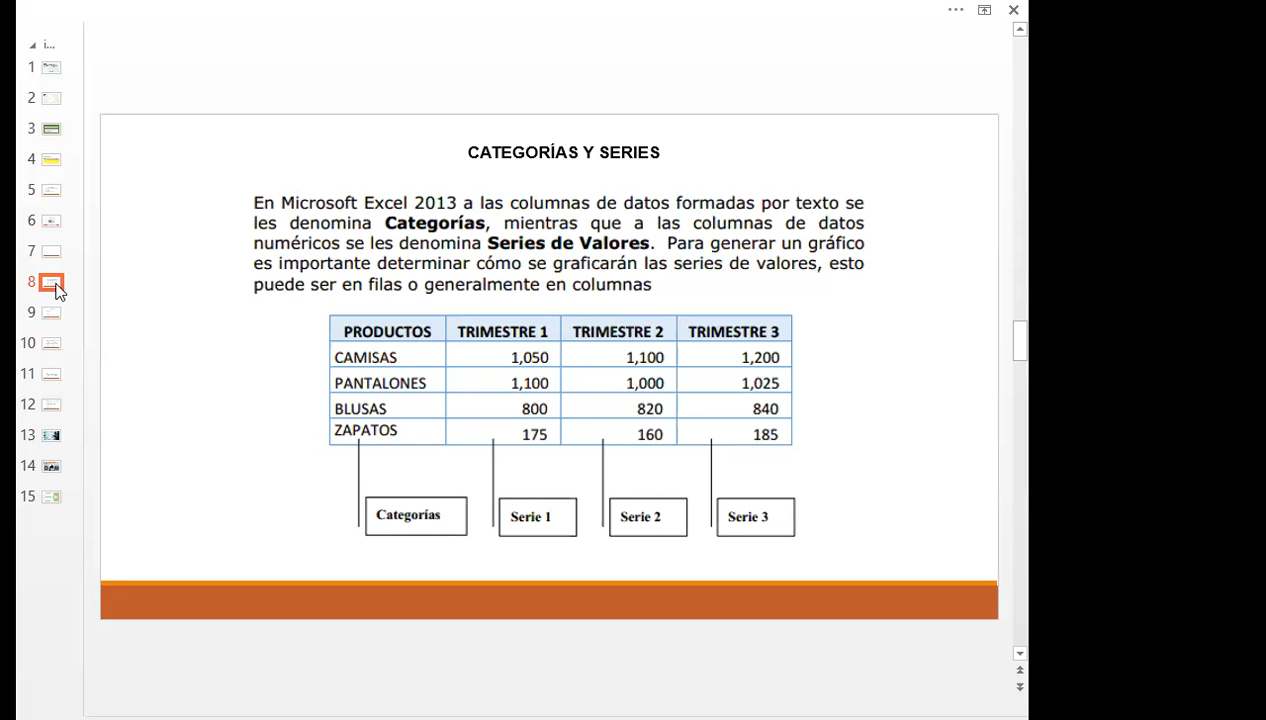 i...
1
2
3
4
5
6
7
8
9
10
11
12
13
14
15
CATEGORÍAS Y SERIES
En Microsoft Excel 2013 a las columnas de datos formadas por texto se
les denomina Categorías, mientras que a las columnas de datos
numéricos se les denomina Series de Valores. Para generar un gráfico
es importante determinar cómo se graficarán las series de valores, esto
puede ser en filas o generalmente en columnas
PRODUCTOS TRIMESTRE 1 TRIMESTRE 2 TRIMESTRE 3
CAMISAS 1,050 1,100 1,200
PANTALONES 1,100 1,000 1,025
BLUSAS 800 820 840
ZAPATOS 175 160 185
Categorías Serie 1 Serie 2 Serie 3